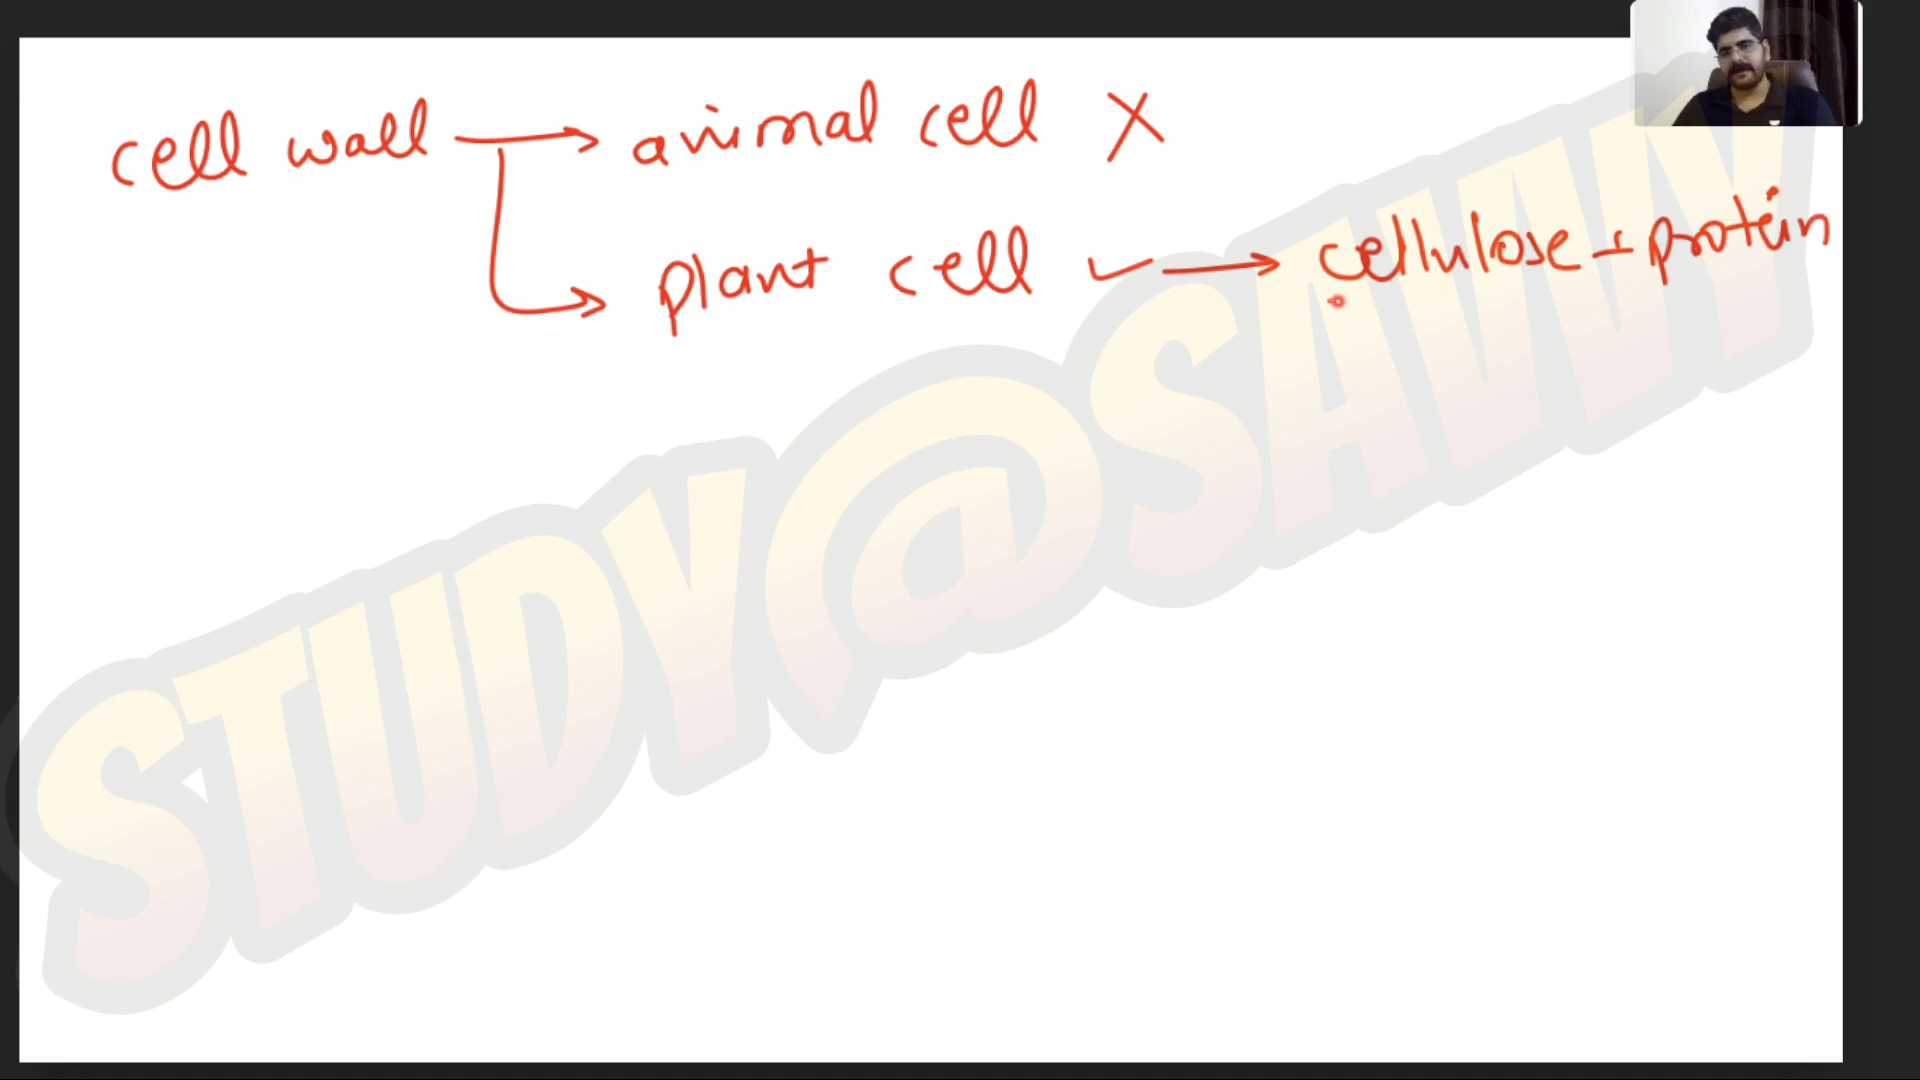 cell wall → animal cell X
plant cell ✓ → cellulose + protein
STUDY@SAVVY